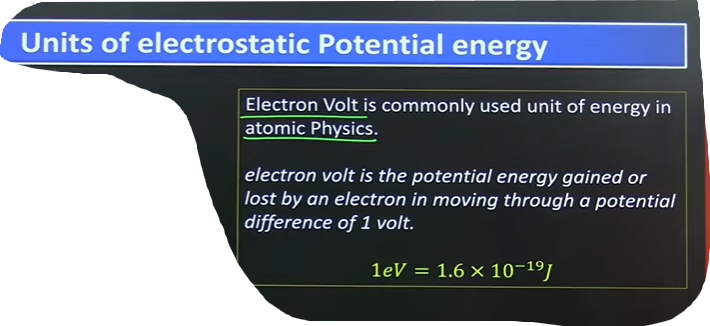 Units of electrostatic Potential energy
Electron Volt is commonly used unit of energy in
atomic Physics.
electron volt is the potential energy gained or
lost by an electron in moving through a potential
difference of 1 volt.
1eV = 1.6 × 10⁻¹⁹J